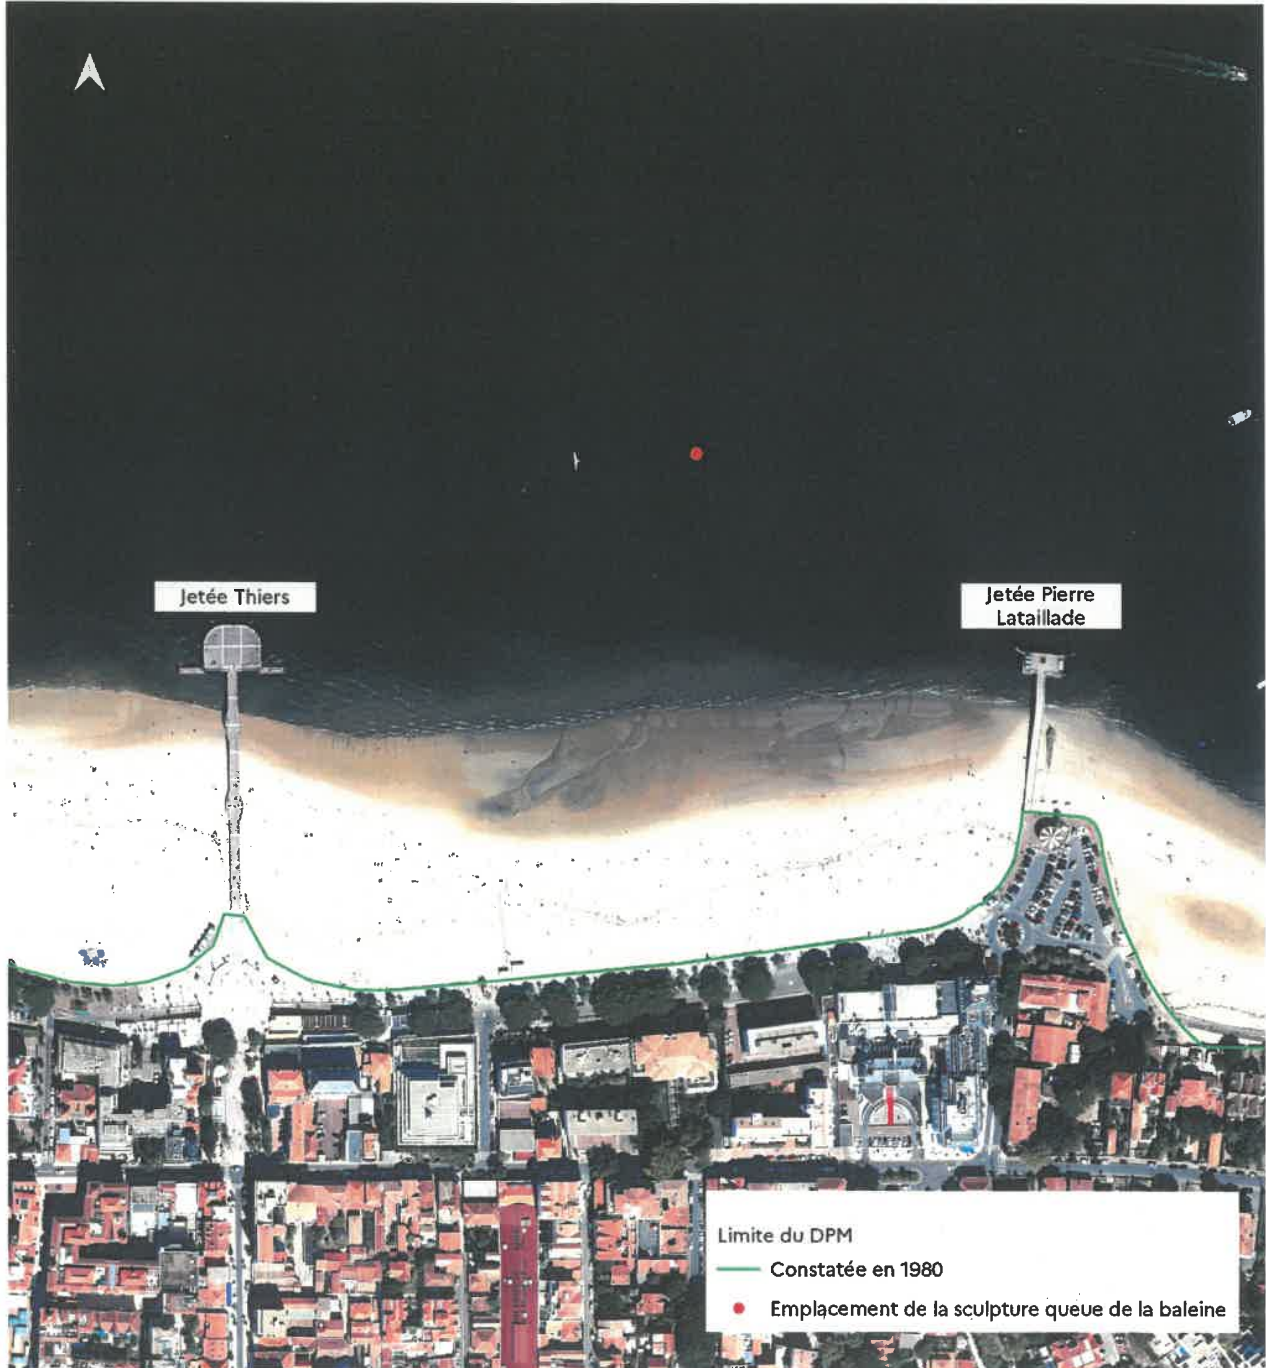 Jetée Thiers
Jetée Pierre
Lataillade
Limite du DPM
Constatée en 1980
Emplacement de la sculpture queue de la baleine